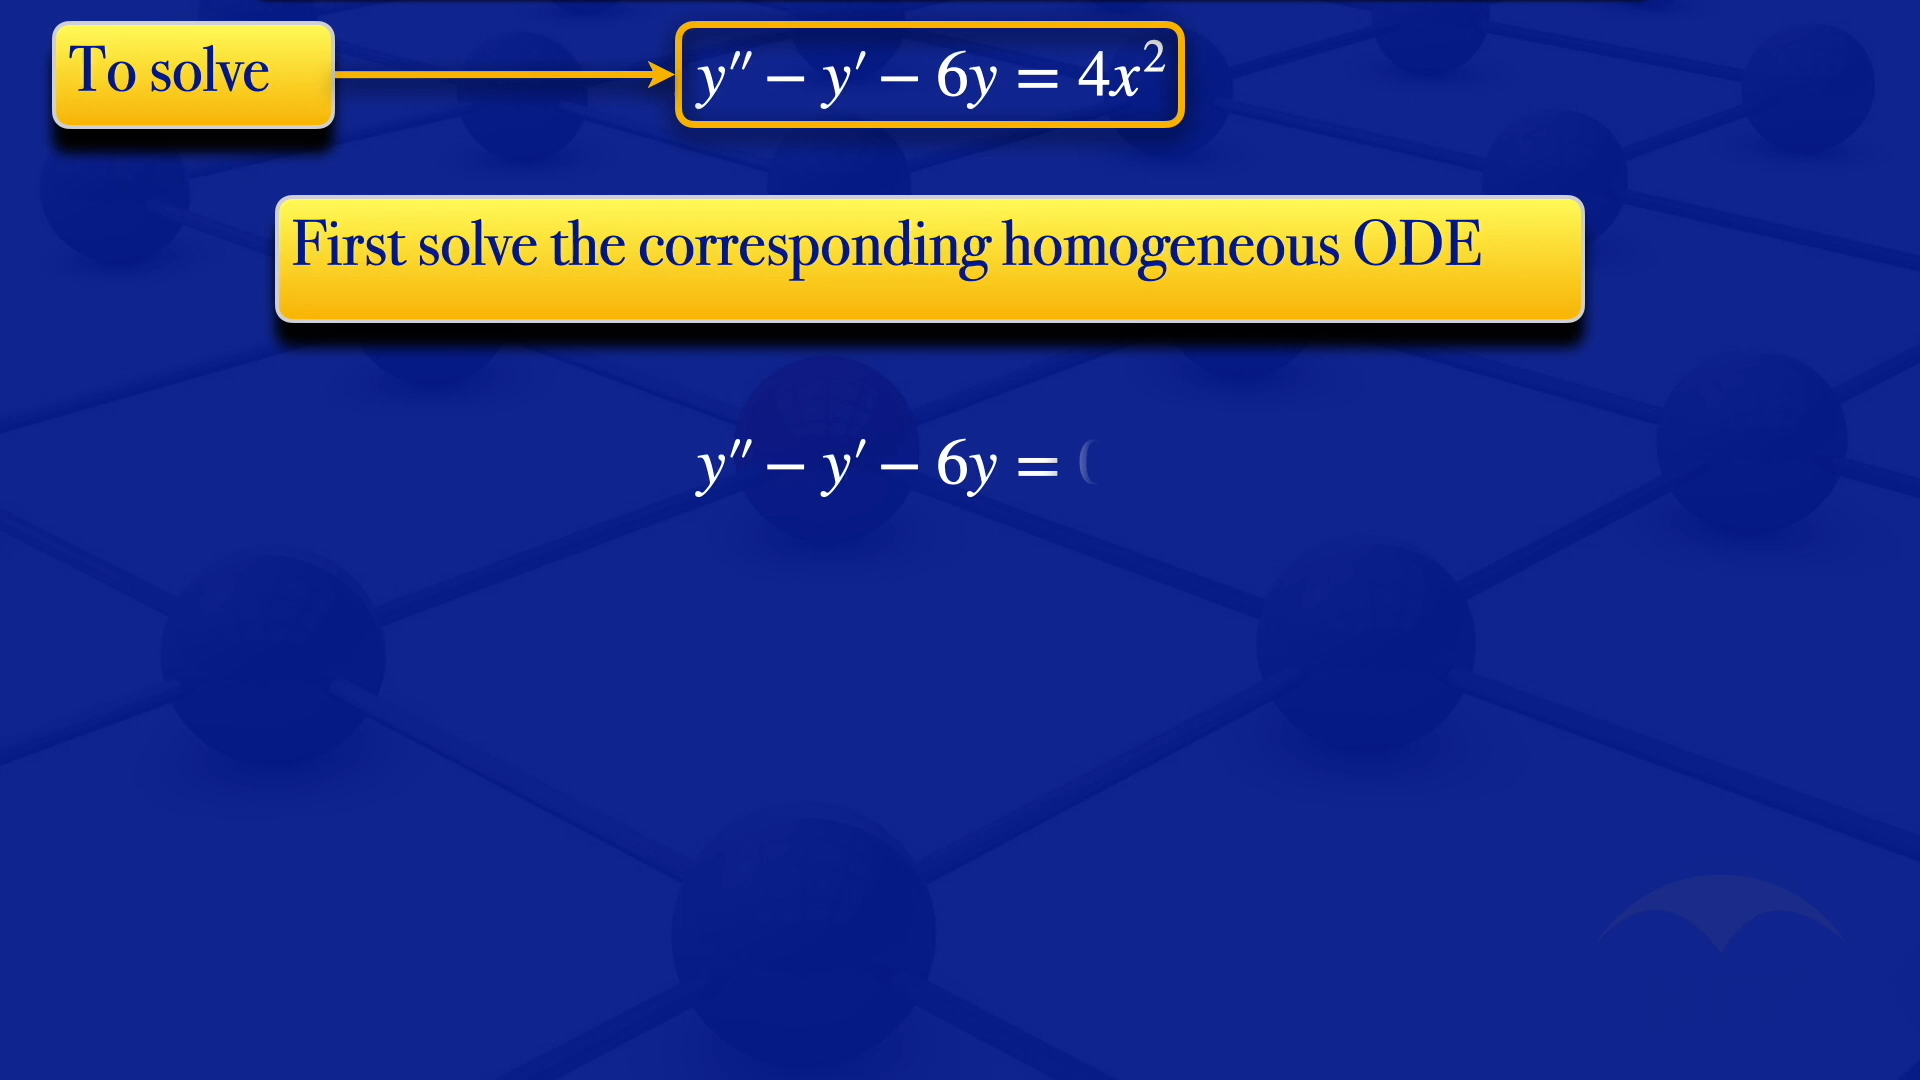 To solve
y″ − y′ − 6y = 4x²
First solve the corresponding homogeneous ODE
y″ − y′ − 6y =